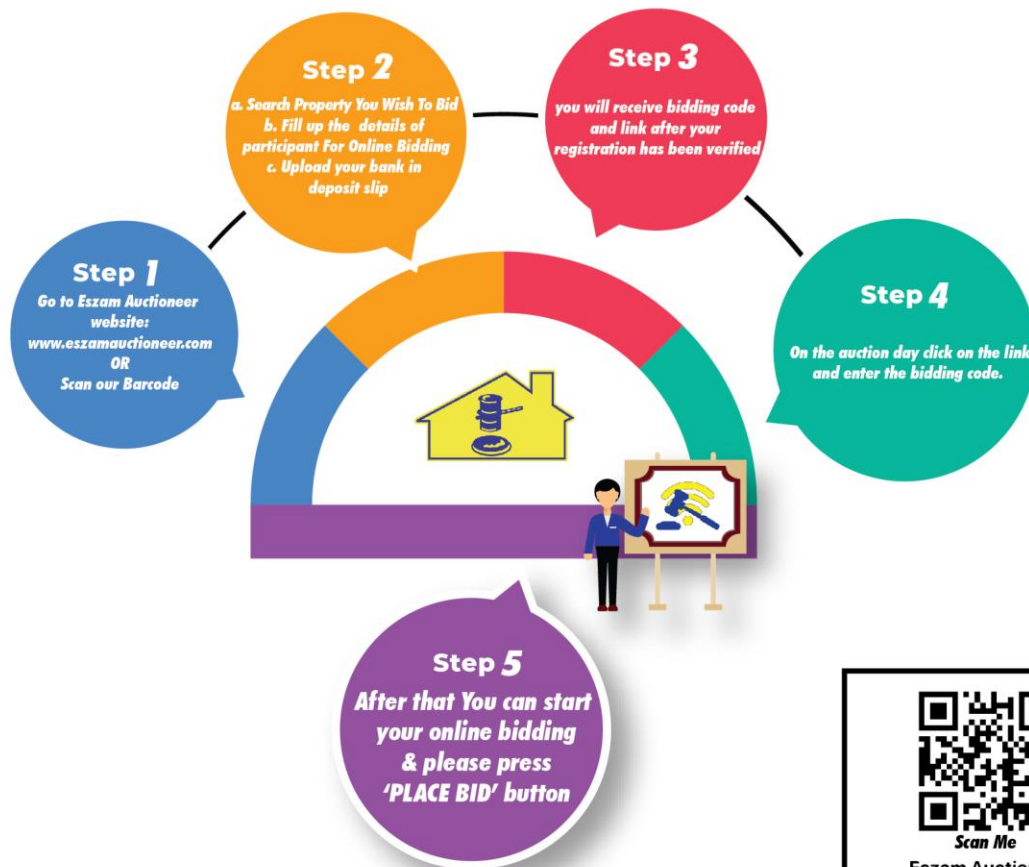 Step 1
Go to Eszam Auctioneer
website:
www.eszamauctioneer.com
OR
Scan our Barcode
Step 2
a. Search Property You Wish To Bid
b. Fill up the details of
participant For Online Bidding
c. Upload your bank in
deposit slip
Step 3
you will receive bidding code
and link after your
registration has been verified
Step 4
On the auction day click on the link
and enter the bidding code.
Step 5
After that You can start
your online bidding
& please press
‘PLACE BID’ button
Scan Me
Eszam